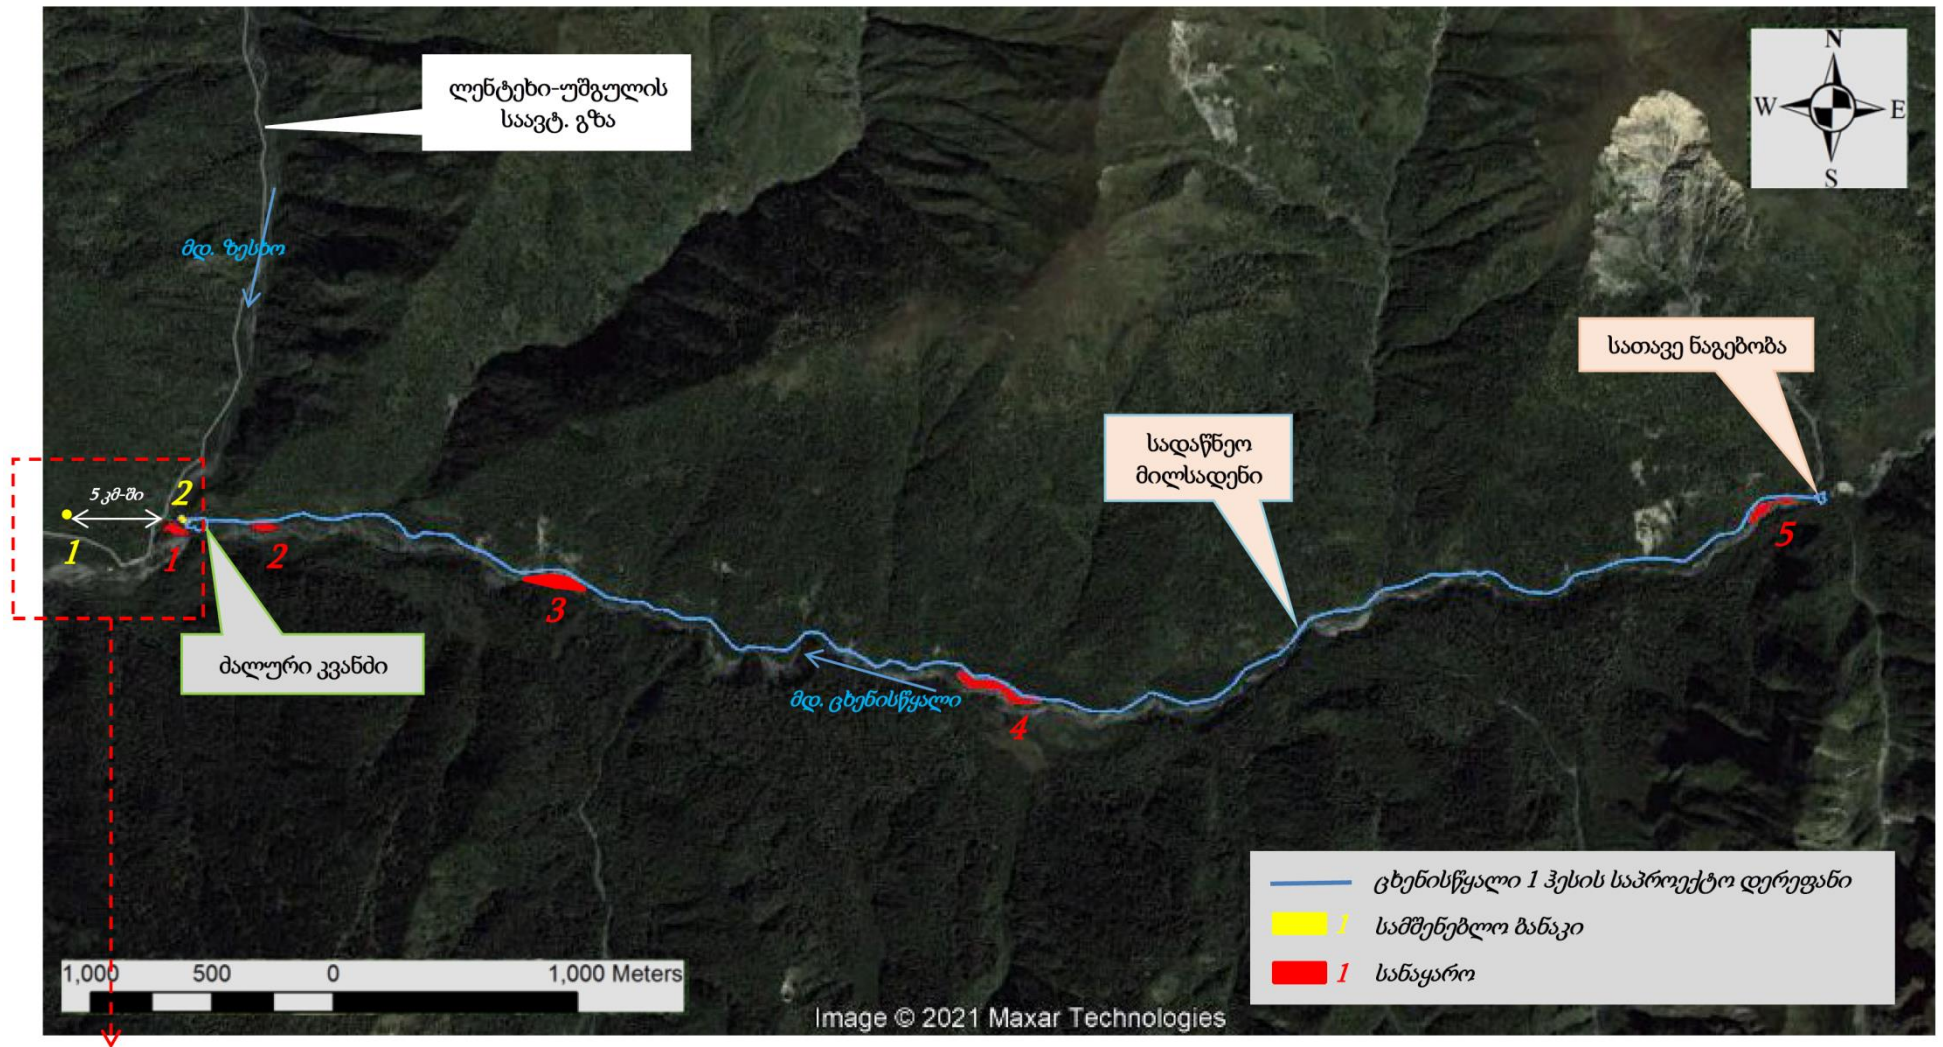 ლენტეხი-უშგულის
საავტ. გზა
N
W E
S
მდ. ზესხო
სათავე ნაგებობა
სადაწნეო
მილსადენი
5 კმ-ში
2
1
1
2
3
4
5
ძალური კვანძი
მდ. ცხენისწყალი
ცხენისწყალი 1 ჰესის საპროექტო დერეფანი
1 სამშენებლო ბანაკი
1 სანაყარო
1,000 500 0 1,000 Meters
Image © 2021 Maxar Technologies